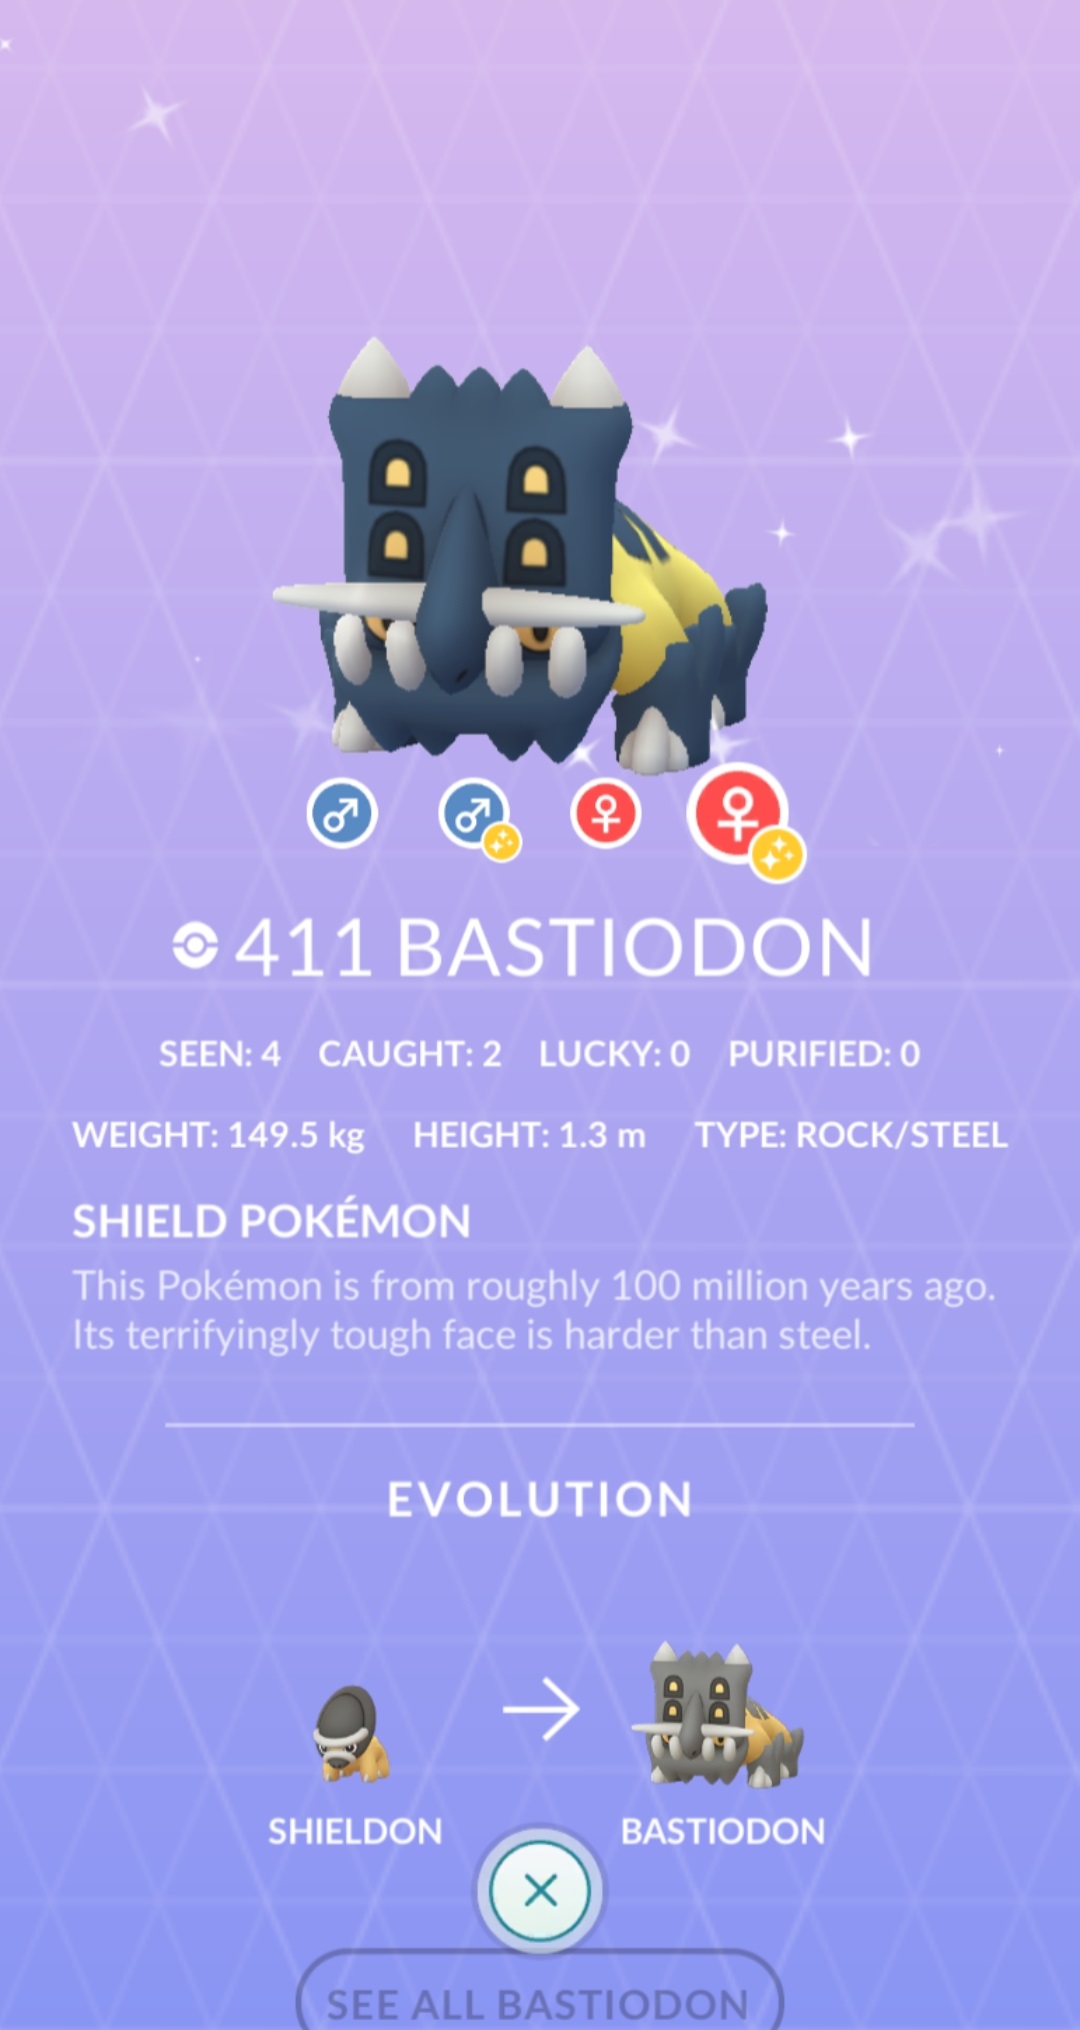 411 BASTIODON
SEEN: 4 CAUGHT: 2 LUCKY: 0 PURIFIED: 0
WEIGHT: 149.5 kg HEIGHT: 1.3 m TYPE: ROCK/STEEL
SHIELD POKÉMON
This Pokémon is from roughly 100 million years ago.
Its terrifyingly tough face is harder than steel.
EVOLUTION
SHIELDON BASTIODON
SEE ALL BASTIODON